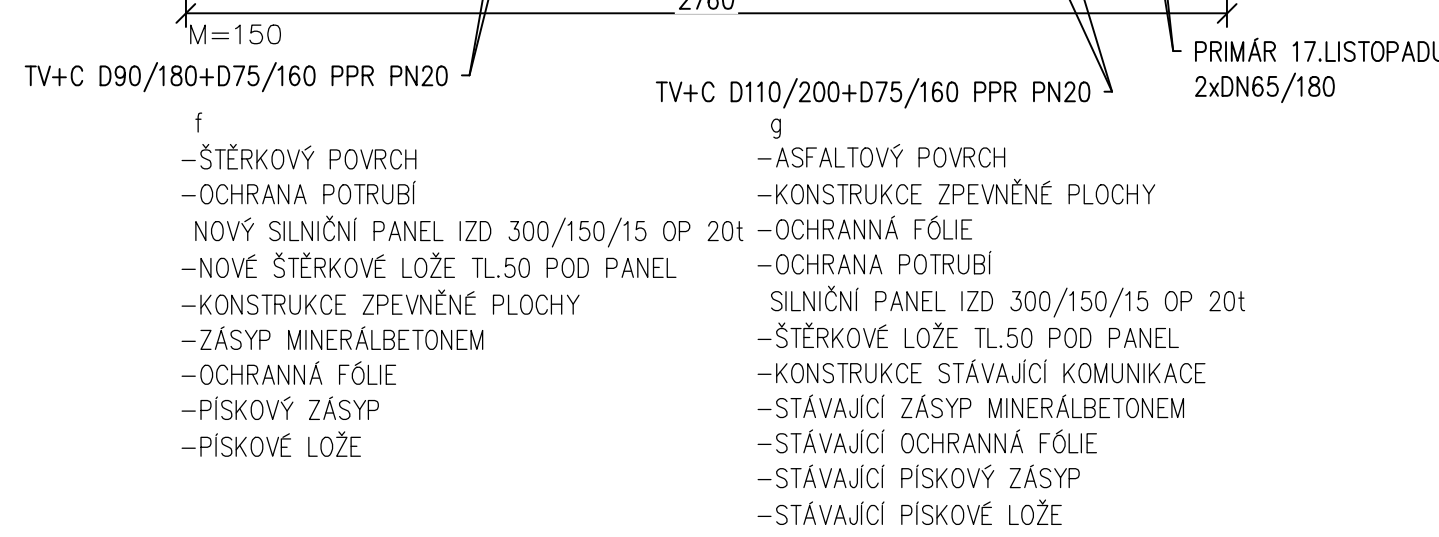 2760
M=150
PRIMÁR 17.LISTOPADU
2xDN65/180
TV+C D90/180+D75/160 PPR PN20
TV+C D110/200+D75/160 PPR PN20
f
-ŠTĚRKOVÝ POVRCH
-OCHRANA POTRUBÍ
NOVÝ SILNIČNÍ PANEL IZD 300/150/15 OP 20t
-NOVÉ ŠTĚRKOVÉ LOŽE TL.50 POD PANEL
-KONSTRUKCE ZPEVNĚNÉ PLOCHY
-ZÁSYP MINERÁLBETONEM
-OCHRANNÁ FÓLIE
-PÍSKOVÝ ZÁSYP
-PÍSKOVÉ LOŽE
g
-ASFALTOVÝ POVRCH
-KONSTRUKCE ZPEVNĚNÉ PLOCHY
-OCHRANNÁ FÓLIE
-OCHRANA POTRUBÍ
SILNIČNÍ PANEL IZD 300/150/15 OP 20t
-ŠTĚRKOVÉ LOŽE TL.50 POD PANEL
-KONSTRUKCE STÁVAJÍCÍ KOMUNIKACE
-STÁVAJÍCÍ ZÁSYP MINERÁLBETONEM
-STÁVAJÍCÍ OCHRANNÁ FÓLIE
-STÁVAJÍCÍ PÍSKOVÝ ZÁSYP
-STÁVAJÍCÍ PÍSKOVÉ LOŽE